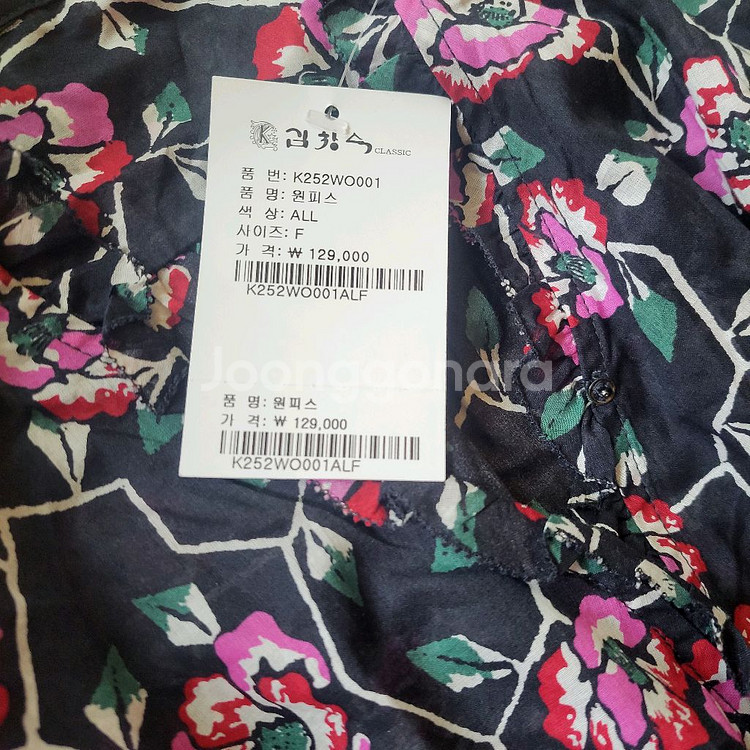 K 김창숙 CLASSIC
품 번: K252WO001
품 명: 원피스
색 상: ALL
사이즈: F
가 격: ₩ 129,000
K252WO001ALF
Joonggonara
품 명: 원피스
가 격: ₩ 129,000
K252WO001ALF